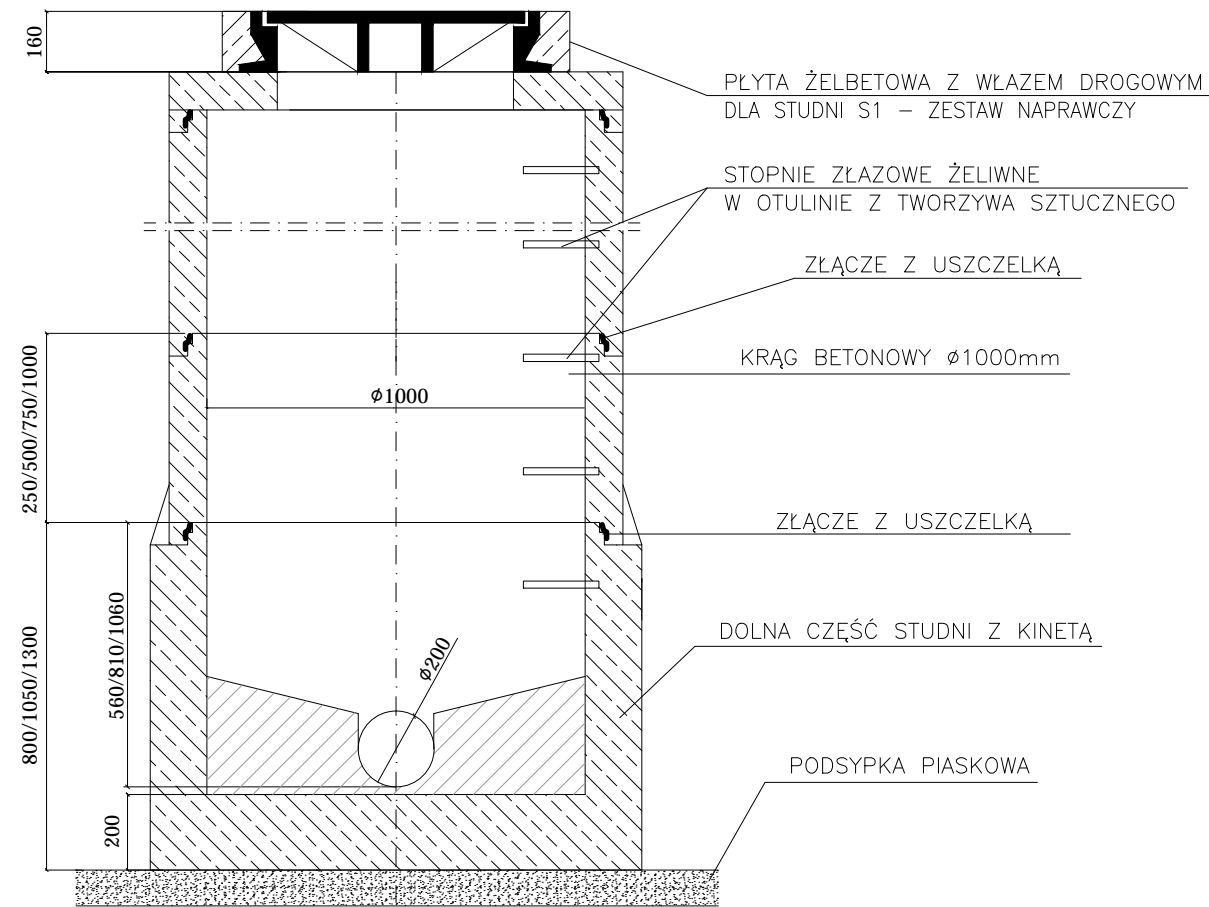 160
PŁYTA ŻELBETOWA Z WŁAZEM DROGOWYM
DLA STUDNI S1 – ZESTAW NAPRAWCZY
STOPNIE ZŁAZOWE ŻELIWNE
W OTULINIE Z TWORZYWA SZTUCZNEGO
ZŁĄCZE Z USZCZELKĄ
250/500/750/1000
KRĄG BETONOWY ø1000mm
ø1000
ZŁĄCZE Z USZCZELKĄ
800/1050/1300
560/810/1060
ø200
DOLNA CZĘŚĆ STUDNI Z KINETĄ
PODSYPKA PIASKOWA
200